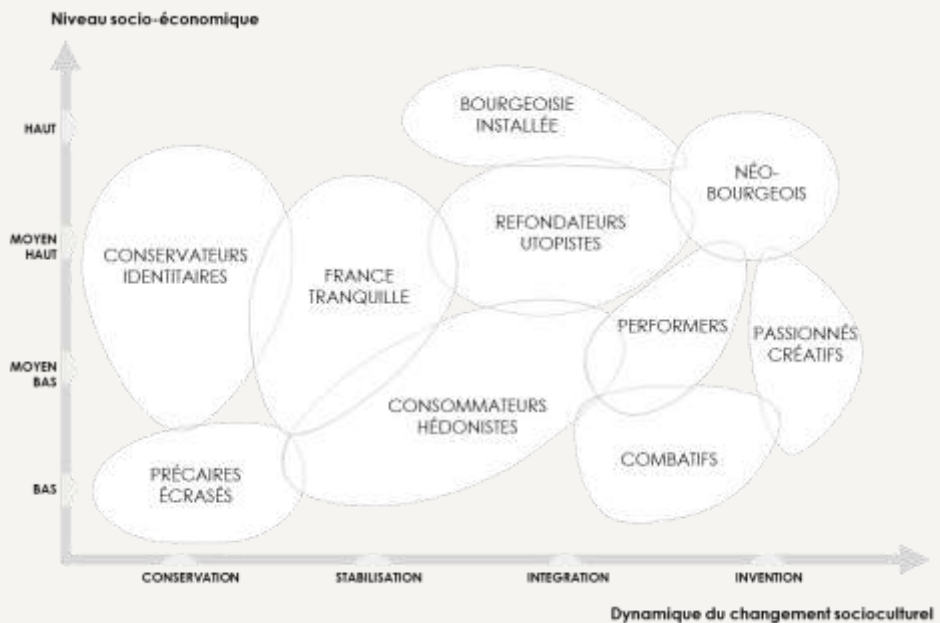 Niveau socio-économique
HAUT
MOYEN
HAUT
MOYEN
BAS
BAS
BOURGEOISIE
INSTALLÉE
NÉO-
BOURGEOIS
REFONDATEURS
UTOPISTES
CONSERVATEURS
IDENTITAIRES
FRANCE
TRANQUILLE
PERFORMERS
PASSIONNÉS
CRÉATIFS
CONSOMMATEURS
HÉDONISTES
COMBATIFS
PRÉCAIRES
ÉCRASÉS
CONSERVATION
STABILISATION
INTEGRATION
INVENTION
Dynamique du changement socioculturel